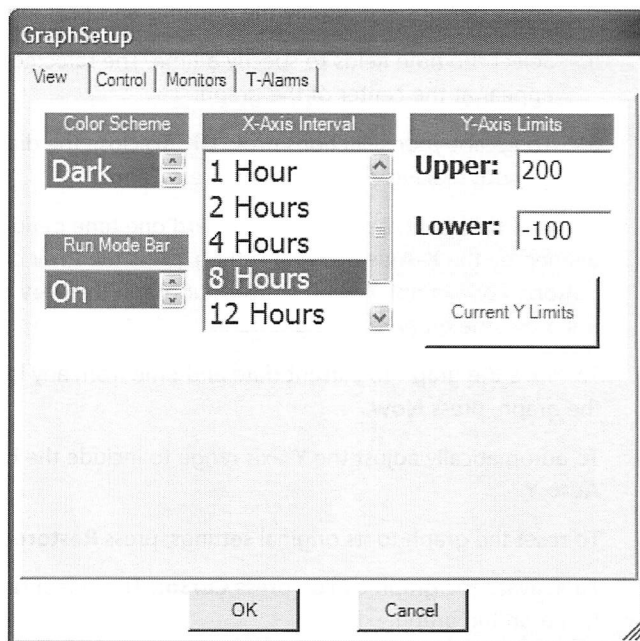 GraphSetup
View
Control
Monitors
T-Alarms
Color Scheme
Dark
Run Mode Bar
On
X-Axis Interval
1 Hour
2 Hours
4 Hours
8 Hours
12 Hours
Y-Axis Limits
Upper: 200
Lower: -100
Current Y Limits
OK
Cancel